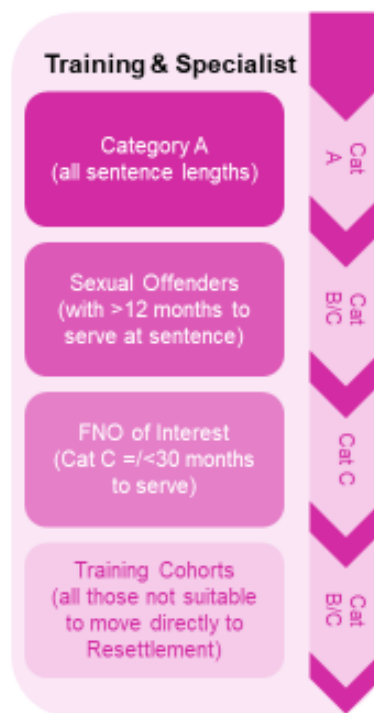 Training & Specialist
Category A
(all sentence lengths)
Cat
A
Sexual Offenders
(with >12 months to
serve at sentence)
Cat
B/C
FNO of Interest
(Cat C =/<30 months
to serve)
Cat C
Training Cohorts
(all those not suitable
to move directly to
Resettlement)
Cat
B/C